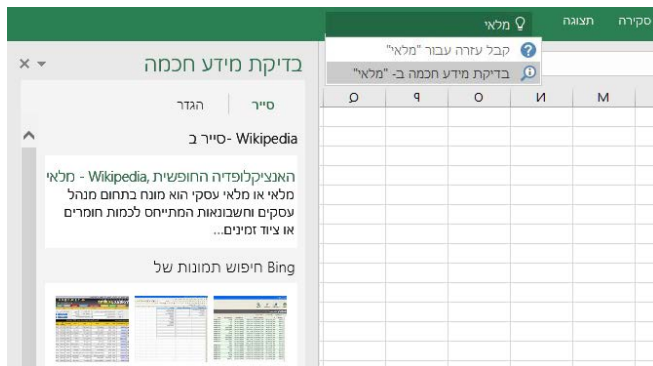 סקירה תצוגה מלאי
קבל עזרה עבור "מלאי"
בדיקת מידע חכמה ב- "מלאי"
M N O P Q
בדיקת מידע חכמה
סייר הגדר
Wikipedia -סייר ב
מלאי - Wikipedia, האנציקלופדיה החופשית
מלאי או מלאי עסקי הוא מונח בתחום מנהל
עסקים וחשבונאות המתייחס לכמות חומרים
או ציוד זמינים...
Bing חיפוש תמונות של